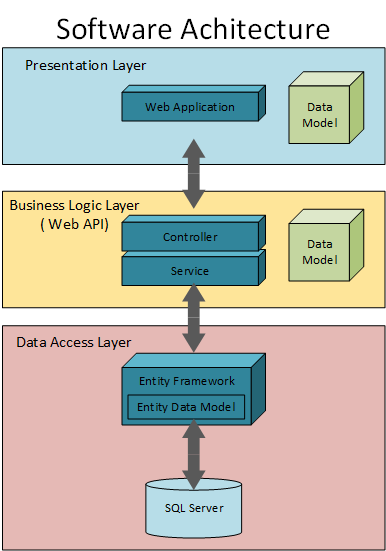 Software Achitecture
Presentation Layer
Web Application
Data
Model
Business Logic Layer
( Web API)
Controller
Service
Data
Model
Data Access Layer
Entity Framework
Entity Data Model
SQL Server